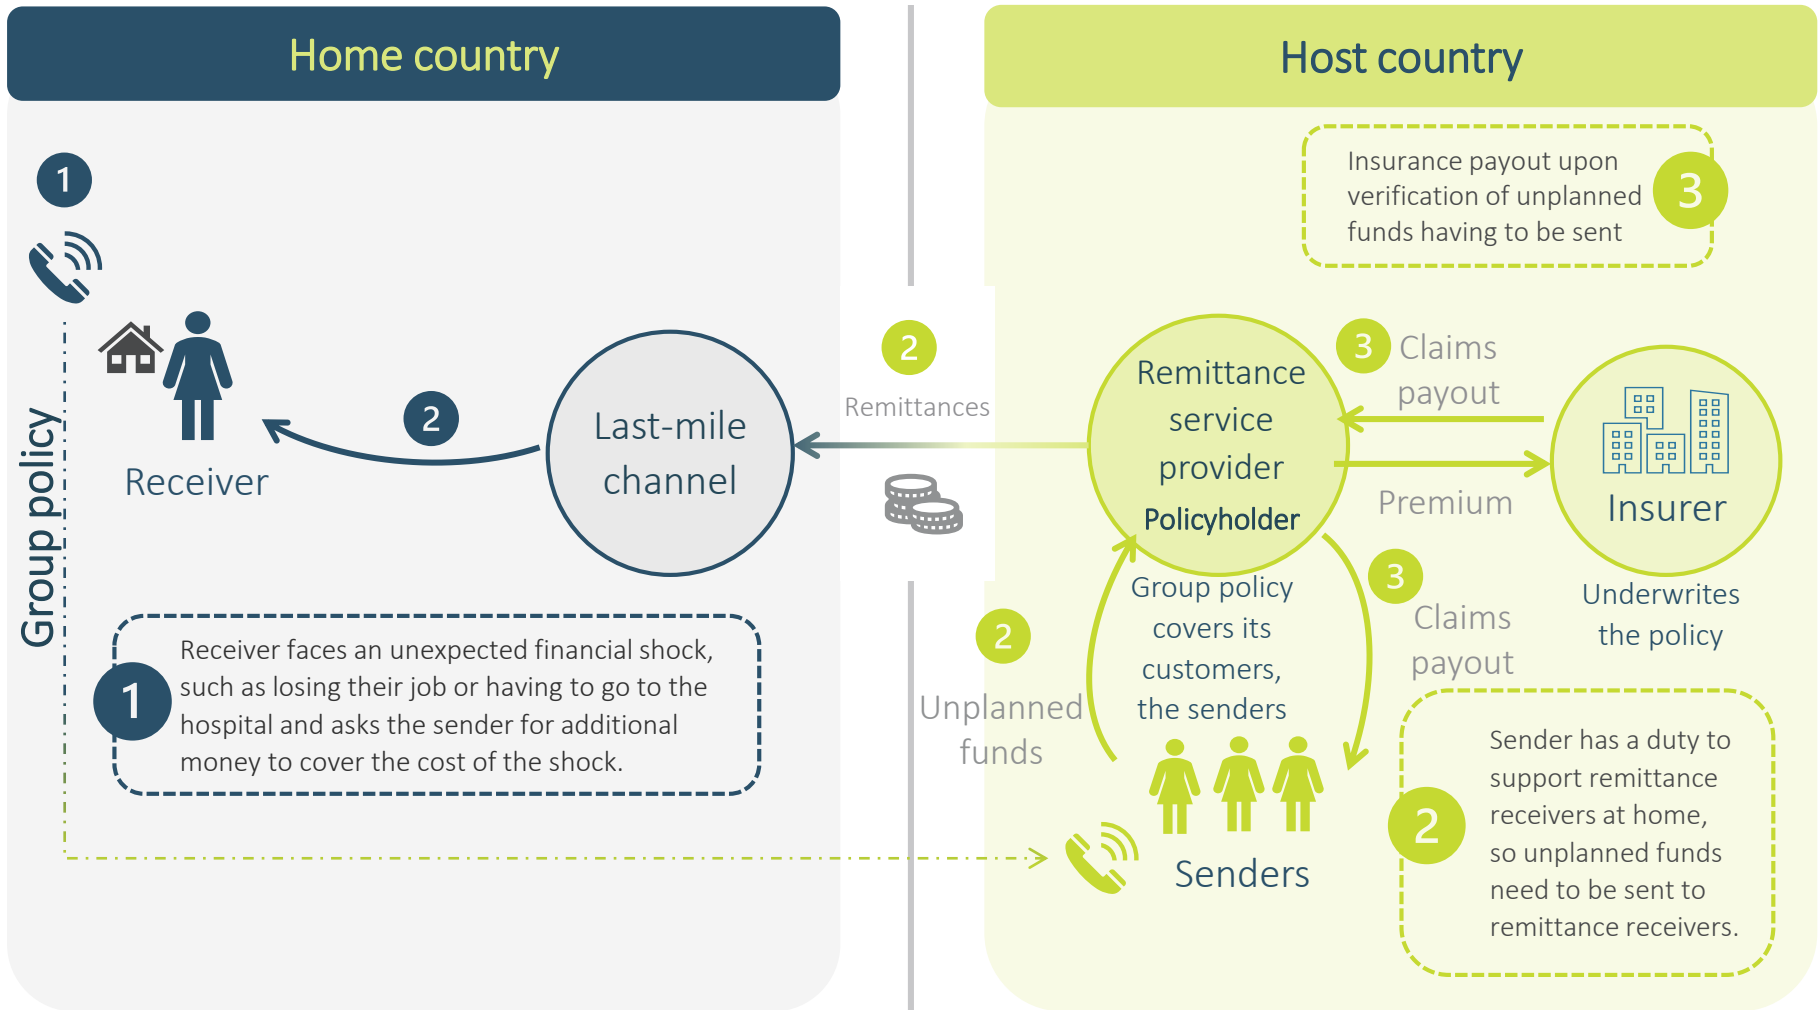 Home country
Host country
1
Group policy
Receiver
2
Last-mile
channel
1
Receiver faces an unexpected financial shock,
such as losing their job or having to go to the
hospital and asks the sender for additional
money to cover the cost of the shock.
2
Remittances
Insurance payout upon
verification of unplanned
funds having to be sent
3
Remittance
service
provider
Policyholder
3
Claims
payout
Premium
Insurer
Underwrites
the policy
Group policy
covers its
customers,
the senders
2
Unplanned
funds
3
Claims
payout
Senders
2
Sender has a duty to
support remittance
receivers at home,
so unplanned funds
need to be sent to
remittance receivers.